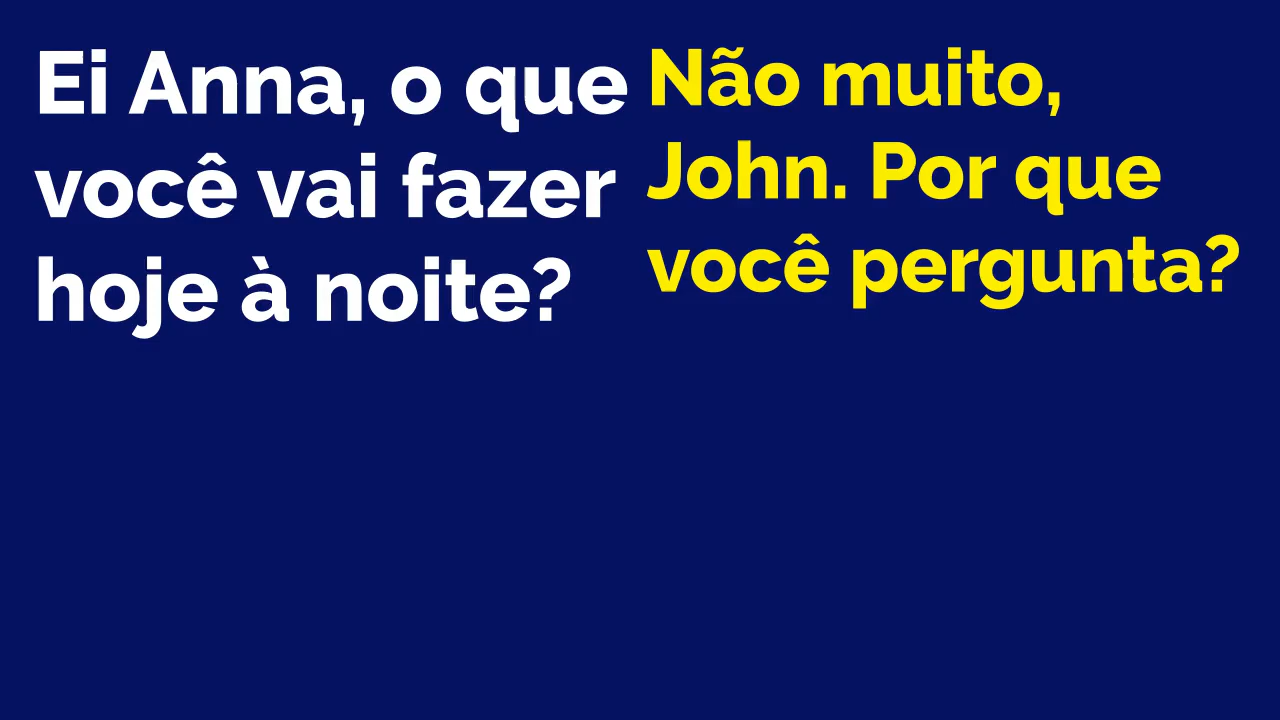 Ei Anna, o que
você vai fazer
hoje à noite?
Não muito,
John. Por que
você pergunta?